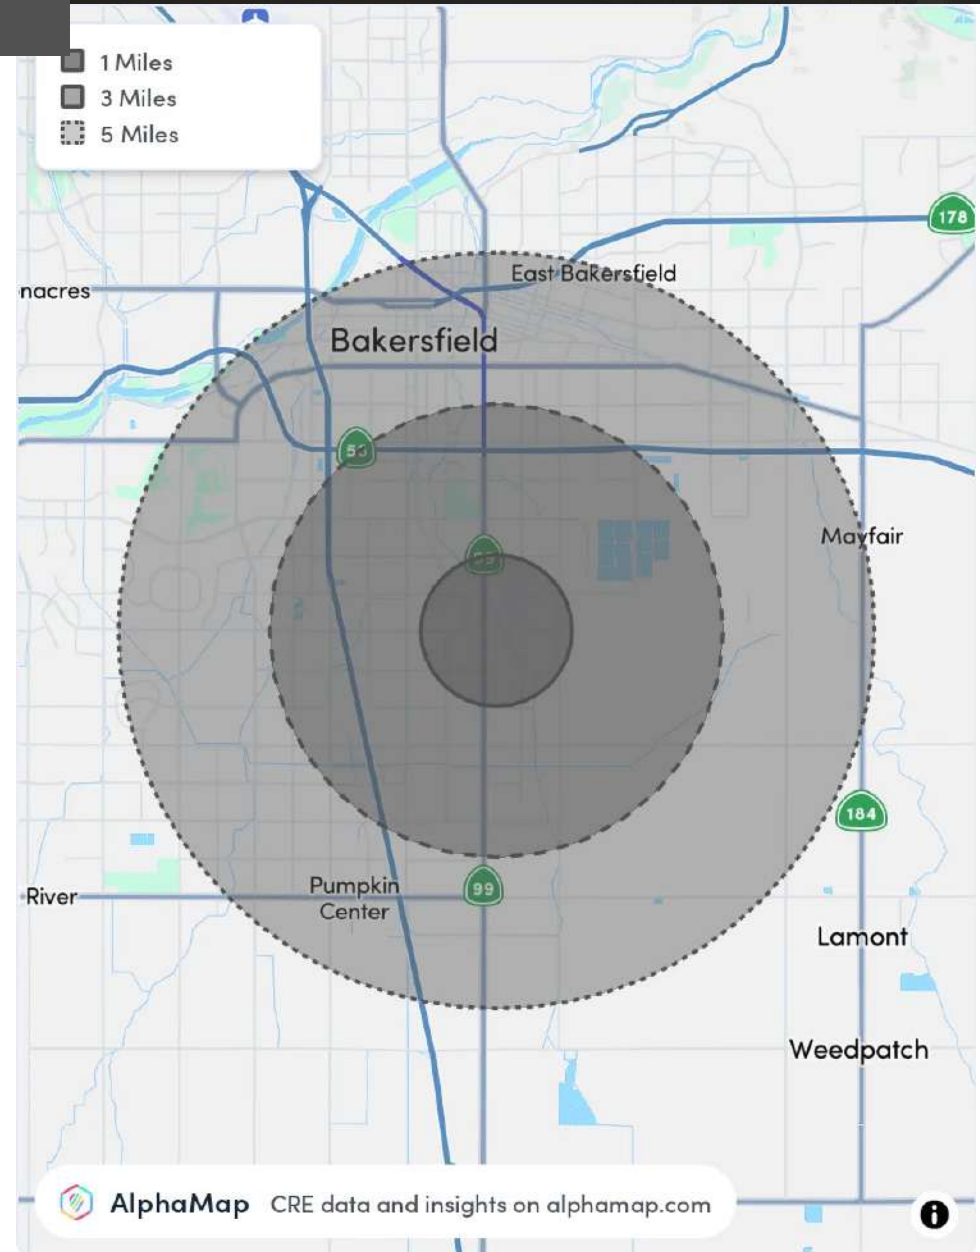 1 Miles
3 Miles
5 Miles
178
East Bakersfield
nacres
Bakersfield
58
Mayfair
99
184
Pumpkin
Center
99
River
Lamont
Weedpatch
AlphaMap CRE data and insights on alphamap.com